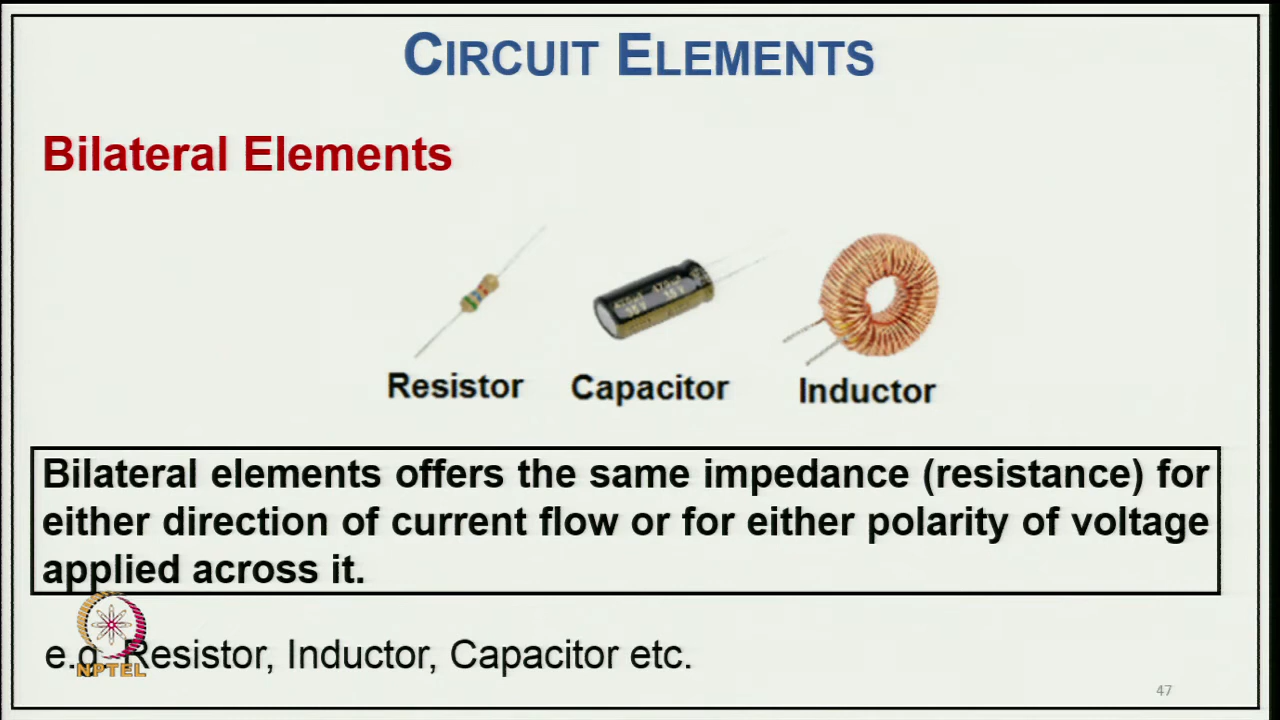 CIRCUIT ELEMENTS
Bilateral Elements
Resistor Capacitor Inductor
Bilateral elements offers the same impedance (resistance) for
either direction of current flow or for either polarity of voltage
applied across it.
e.g. Resistor, Inductor, Capacitor etc.
NPTEL
47